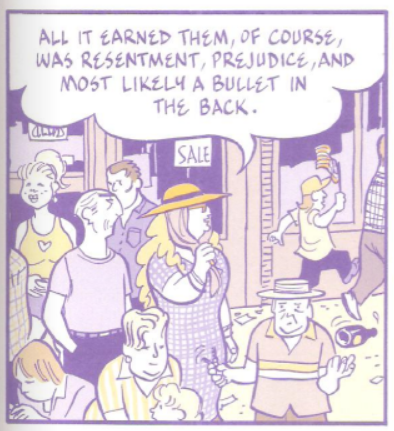 ALL IT EARNED THEM, OF COURSE,
WAS RESENTMENT, PREJUDICE, AND
MOST LIKELY A BULLET IN
THE BACK.
SALE